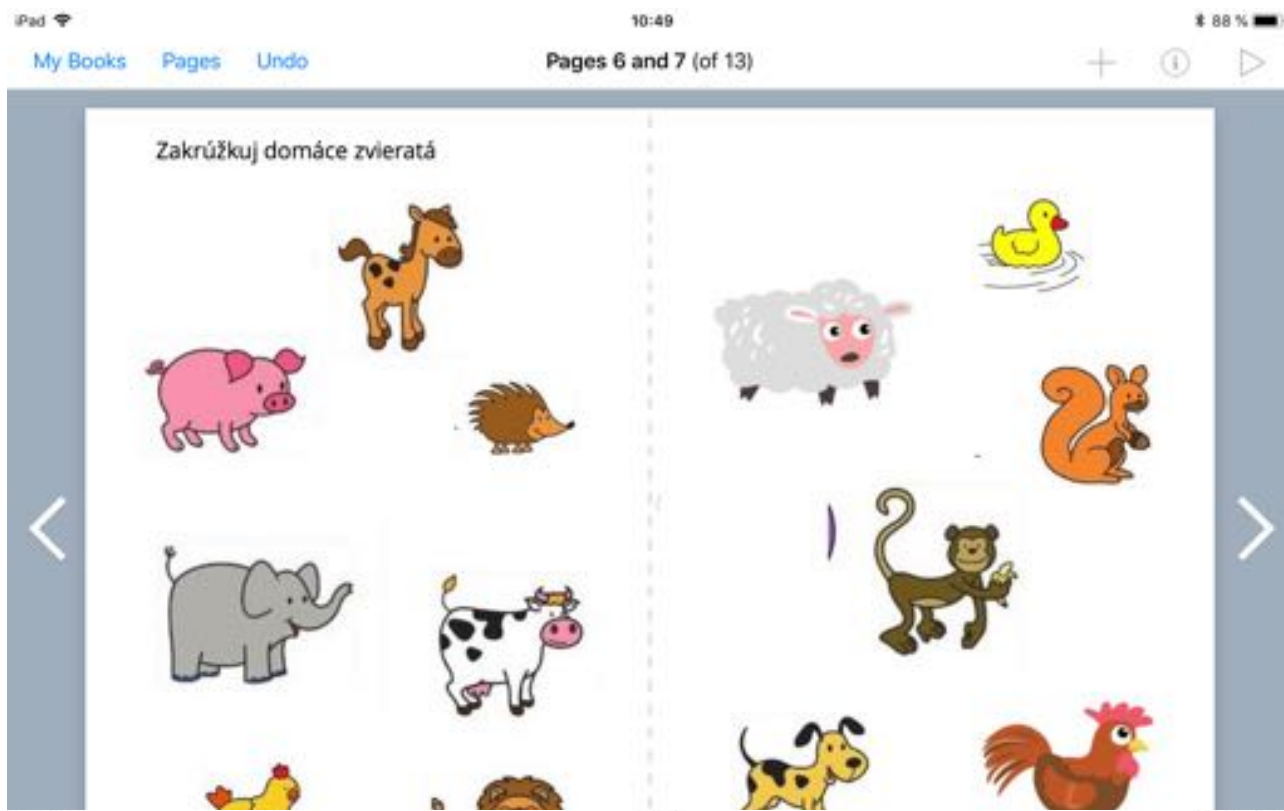 iPad 10:49 88 %
My Books Pages Undo Pages 6 and 7 (of 13)
Zakrúžkuj domáce zvieratá